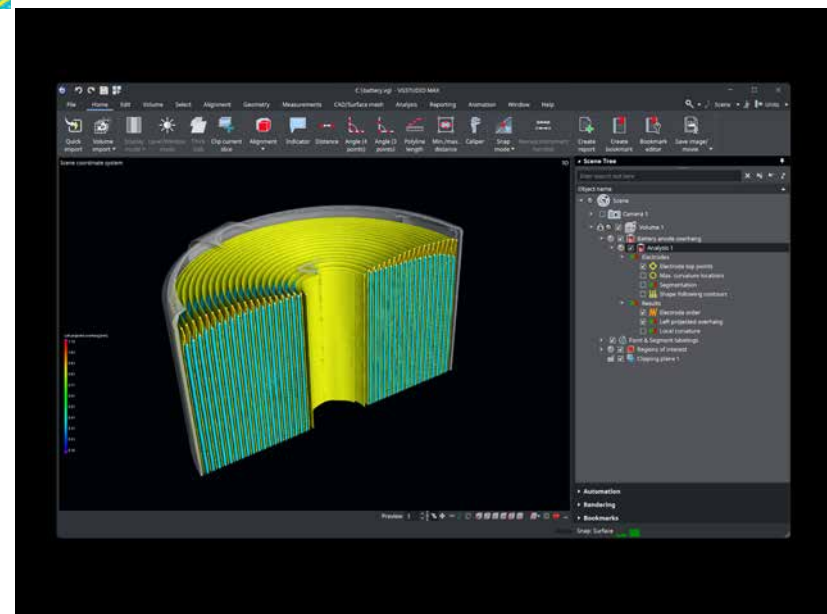 C:\battery.vgl - VGSTUDIO MAX
File Home Edit Volume Select Alignment Geometry Measurements CAD/Surface mesh Analysis Reporting Animation Window Help
Scene Units
Quick import
Volume import
Clip current slice
Alignment
Indicator
Distance
Angle (4 points)
Angle (3 points)
Polyline length
Min./max. distance
Caliper
Snap mode
Create report
Create bookmark
Bookmark editor
Save image/movie
Scene coordinate system
3D
Scene Tree
Object name
Scene
Camera 1
Volume 1
Battery anode overhang
Analysis 1
Electrodes
Electrode top points
Max. curvature locations
Segmentation
Shape following contours
Results
Electrode order
Left projected overhang
Local curvature
Point & Segment labelings
Regions of interest
Clipping plane 1
Preview
Automation
Rendering
Bookmarks
Snap: Surface